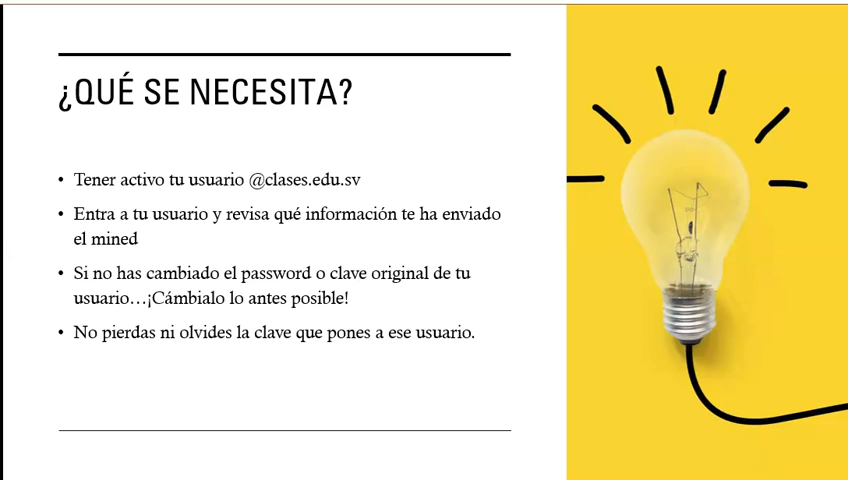 ¿QUÉ SE NECESITA?
• Tener activo tu usuario @clases.edu.sv
• Entra a tu usuario y revisa qué información te ha enviado
el mined
• Si no has cambiado el password o clave original de tu
usuario…¡Cámbialo lo antes posible!
• No pierdas ni olvides la clave que pones a ese usuario.